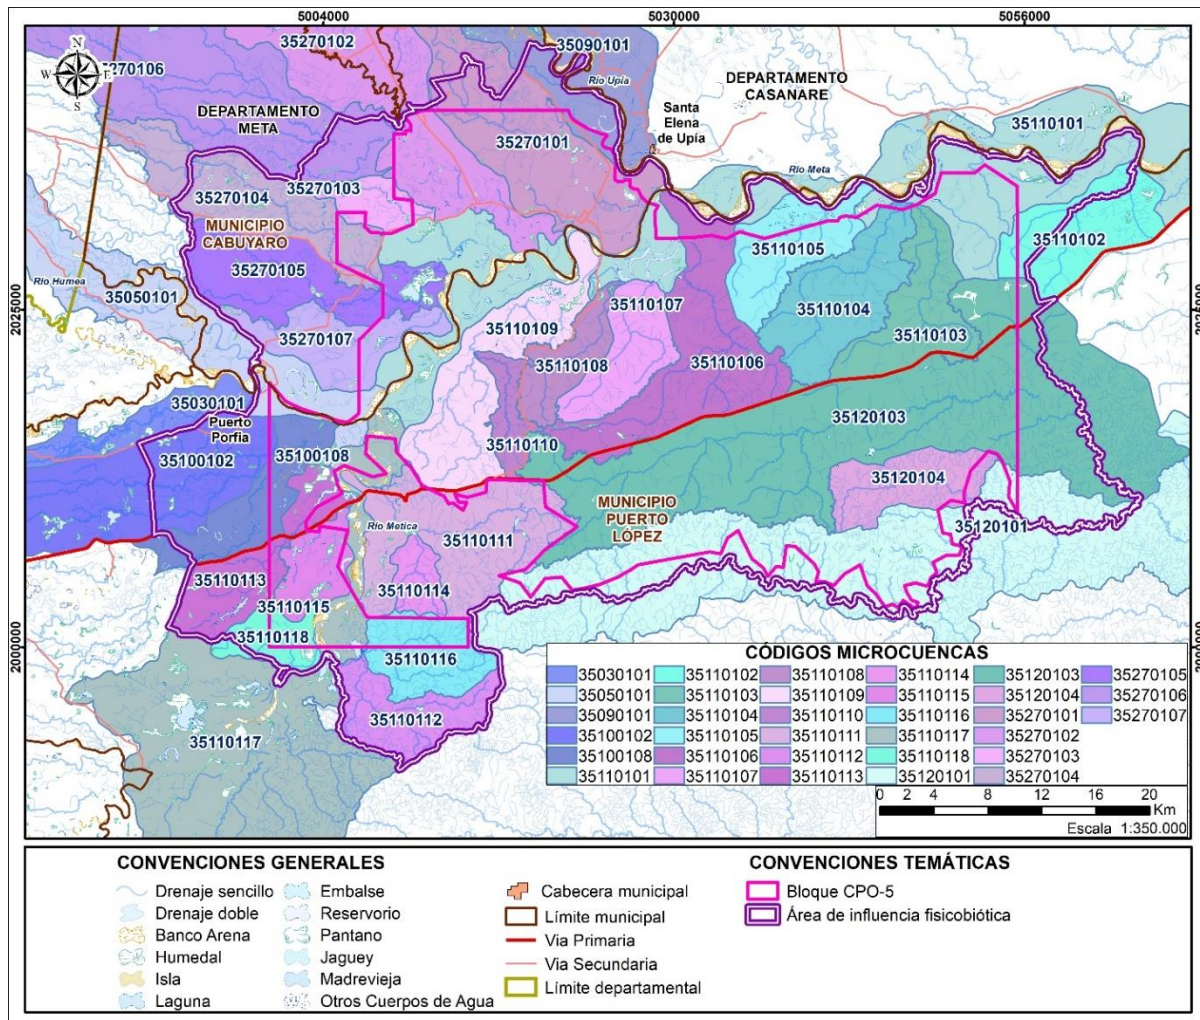 5004000
5030000
5056000
N
W
E
S
35270102
35090101
DEPARTAMENTO
CASANARE
Río Upía
DEPARTAMENTO
META
Santa
Elena
de Upía
35110101
35270101
Río Meta
35270103
35270104
MUNICIPIO
CABUYARO
35110105
35110102
35270105
Río Humea
35050101
2025000
35110107
35110104
35110109
35270107
35110103
35110108
35110106
35030101
Puerto
Porfia
35120103
35100102
35100108
35110110
35120104
MUNICIPIO
PUERTO
LÓPEZ
Río Metica
35110111
35120101
35110113
35110114
35110115
2000000
35110118
35110116
35110112
35110117
CÓDIGOS MICROCUENCAS
35030101 35110102 35110108 35110114 35120103 35270105
35050101 35110103 35110109 35110115 35120104 35270106
35090101 35110104 35110110 35110116 35270101 35270107
35100102 35110105 35110111 35110117 35270102
35100108 35110106 35110112 35110118 35270103
35110101 35110107 35110113 35120101 35270104
0 2 4 8 12 16 20
Km
Escala 1:350.000
CONVENCIONES GENERALES
Drenaje sencillo
Drenaje doble
Banco Arena
Humedal
Isla
Laguna
Embalse
Reservorio
Pantano
Jaguey
Madrevieja
Otros Cuerpos de Agua
Cabecera municipal
Límite municipal
Via Primaria
Via Secundaria
Límite departamental
CONVENCIONES TEMÁTICAS
Bloque CPO-5
Área de influencia fisicobiótica